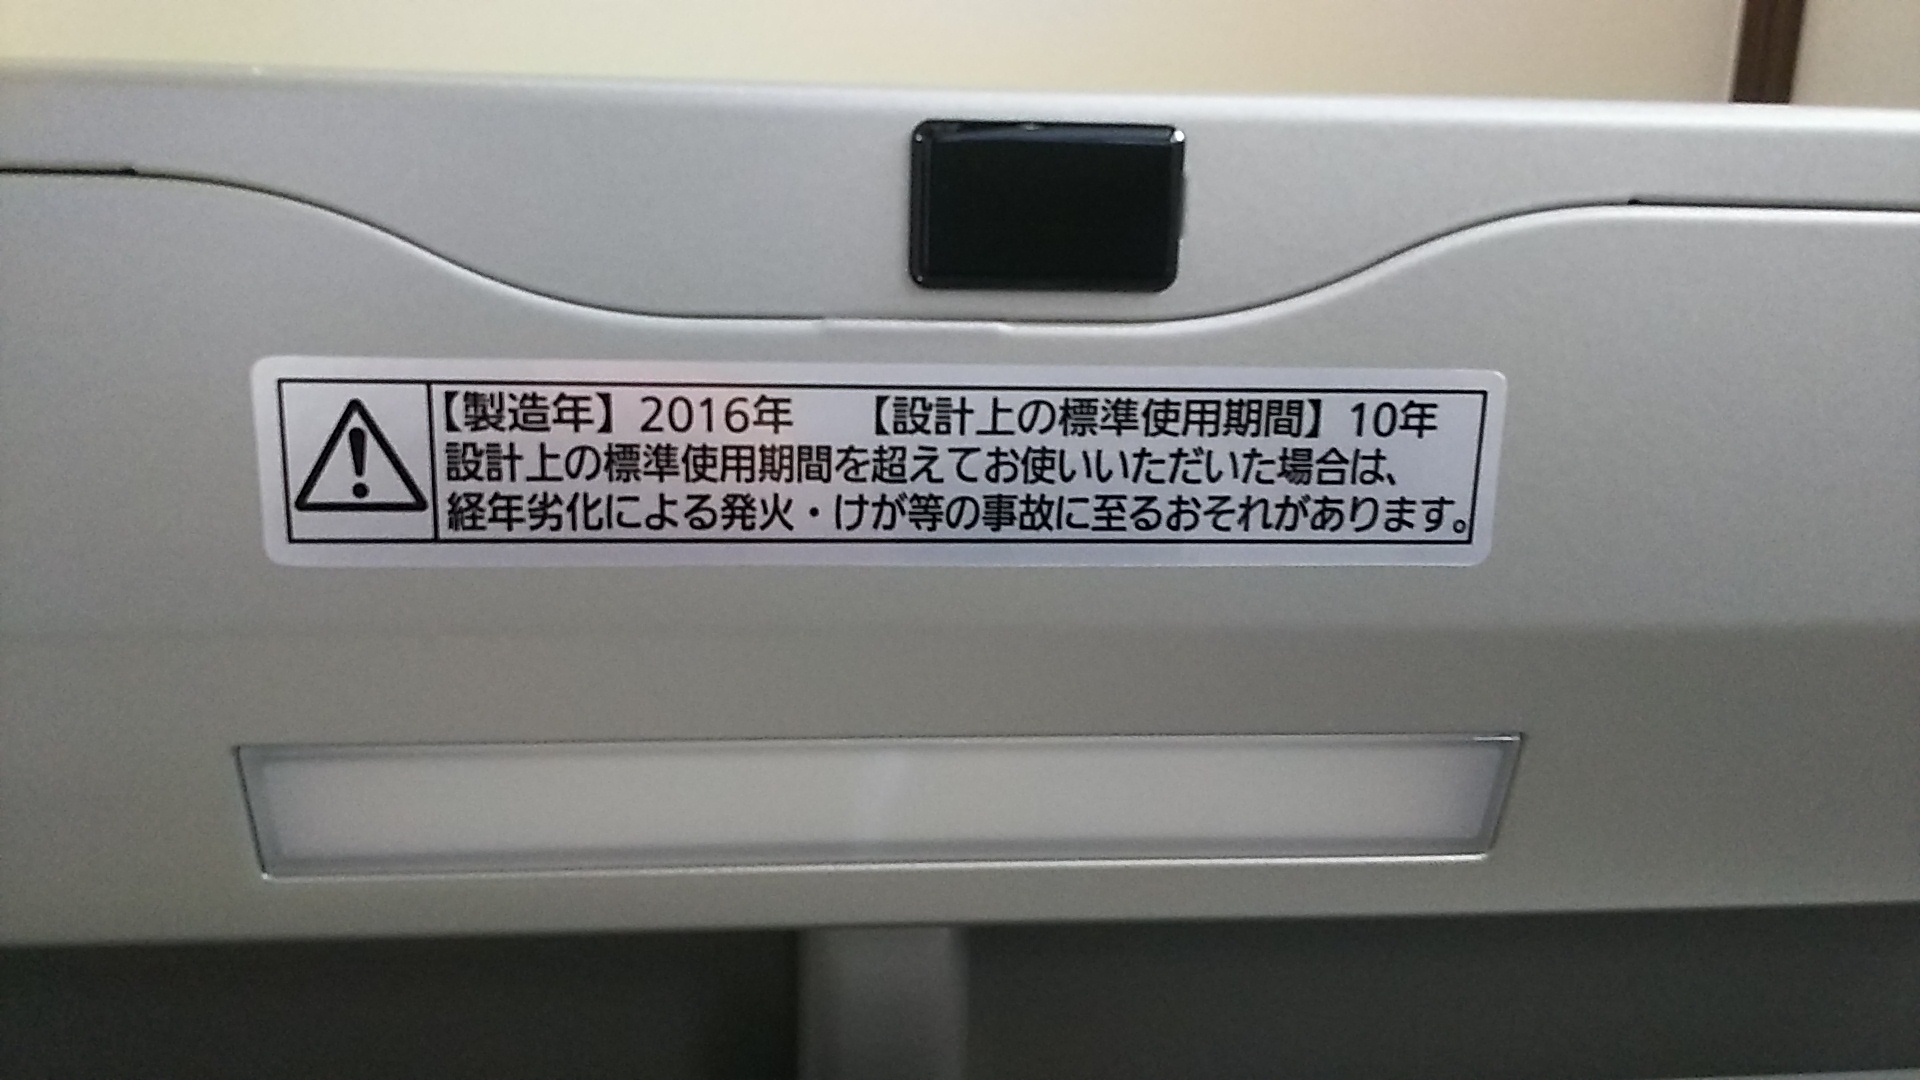 【製造年】2016年　【設計上の標準使用期間】10年
設計上の標準使用期間を超えてお使いいただいた場合は、
経年劣化による発火・けが等の事故に至るおそれがあります。